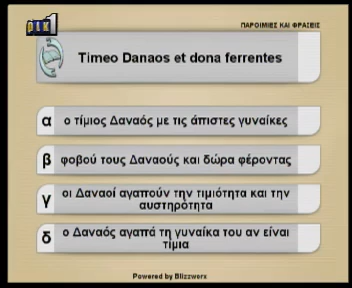 ΡΙΚ 1
ΠΑΡΟΙΜΙΕΣ ΚΑΙ ΦΡΑΣΕΙΣ
Timeo Danaos et dona ferrentes
α ο τίμιος Δαναός με τις άπιστες γυναίκες
β φοβού τους Δαναούς και δώρα φέροντας
γ οι Δαναοί αγαπούν την τιμιότητα και την
αυστηρότητα
δ ο Δαναός αγαπά τη γυναίκα του αν είναι
τίμια
Powered by Blizzworx